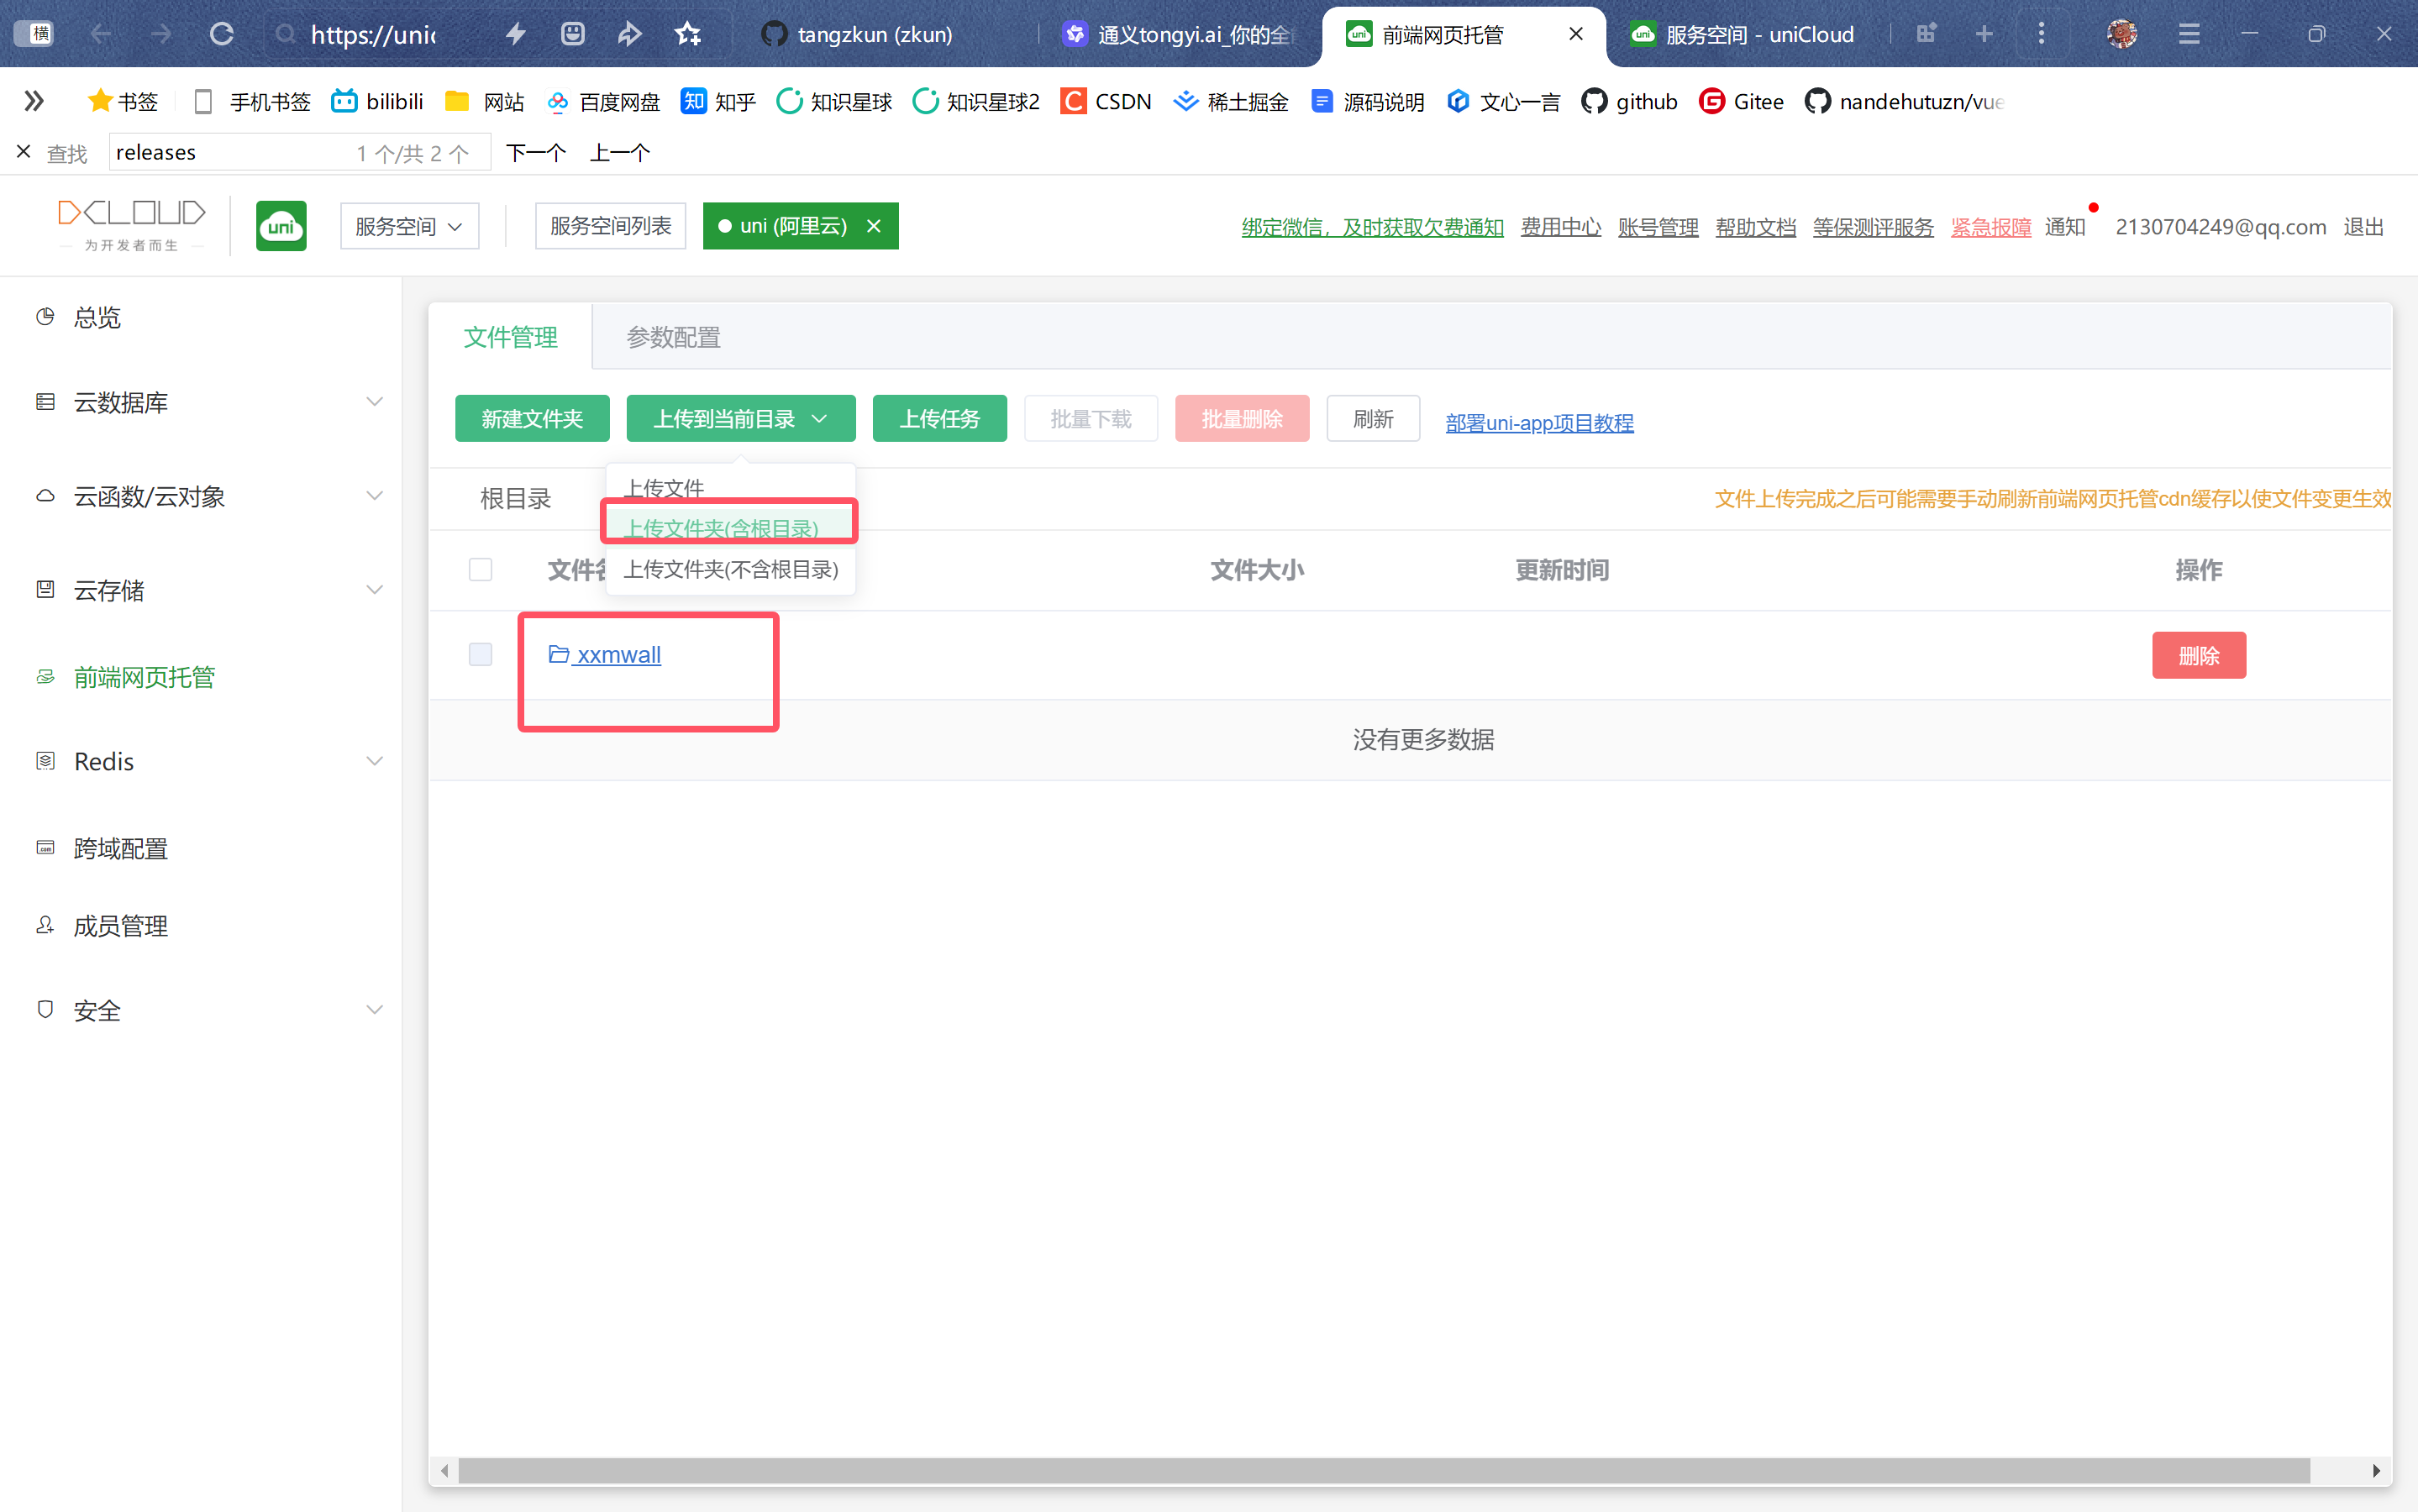 横
https://unic
tangzkun (zkun)
通义tongyi.ai_你的全
前端网页托管
服务空间 - uniCloud
书签
手机书签
bilibili
网站
百度网盘
知 知乎
知识星球
知识星球2
CSDN
稀土掘金
源码说明
文心一言
github
Gitee
nandehutuzn/vue
查找
releases
1 个/共 2 个
下一个
上一个
DCLOUD
为开发者而生
uni
服务空间
服务空间列表
uni (阿里云)
绑定微信，及时获取欠费通知
费用中心
账号管理
帮助文档
等保测评服务
紧急报障
通知
2130704249@qq.com
退出
总览
云数据库
云函数/云对象
云存储
前端网页托管
Redis
跨域配置
成员管理
安全
文件管理
参数配置
新建文件夹
上传到当前目录
上传任务
批量下载
批量删除
刷新
部署uni-app项目教程
根目录
上传文件
上传文件夹(含根目录)
上传文件夹(不含根目录)
文件上传完成之后可能需要手动刷新前端网页托管cdn缓存以使文件变更生效
文件
文件大小
更新时间
操作
xxmwall
删除
没有更多数据